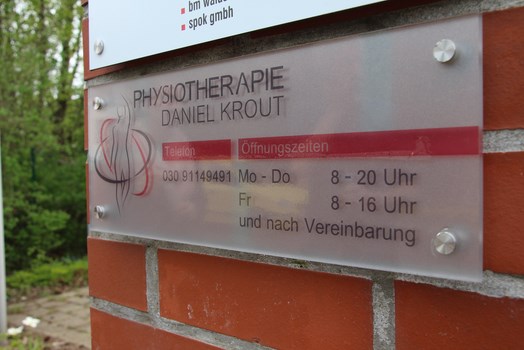 bm
spok gmbh
PHYSIOTHERAPIE
DANIEL KROUT
Telefon Öffnungszeiten
030 91149491 Mo - Do 8 - 20 Uhr
Fr 8 - 16 Uhr
und nach Vereinbarung